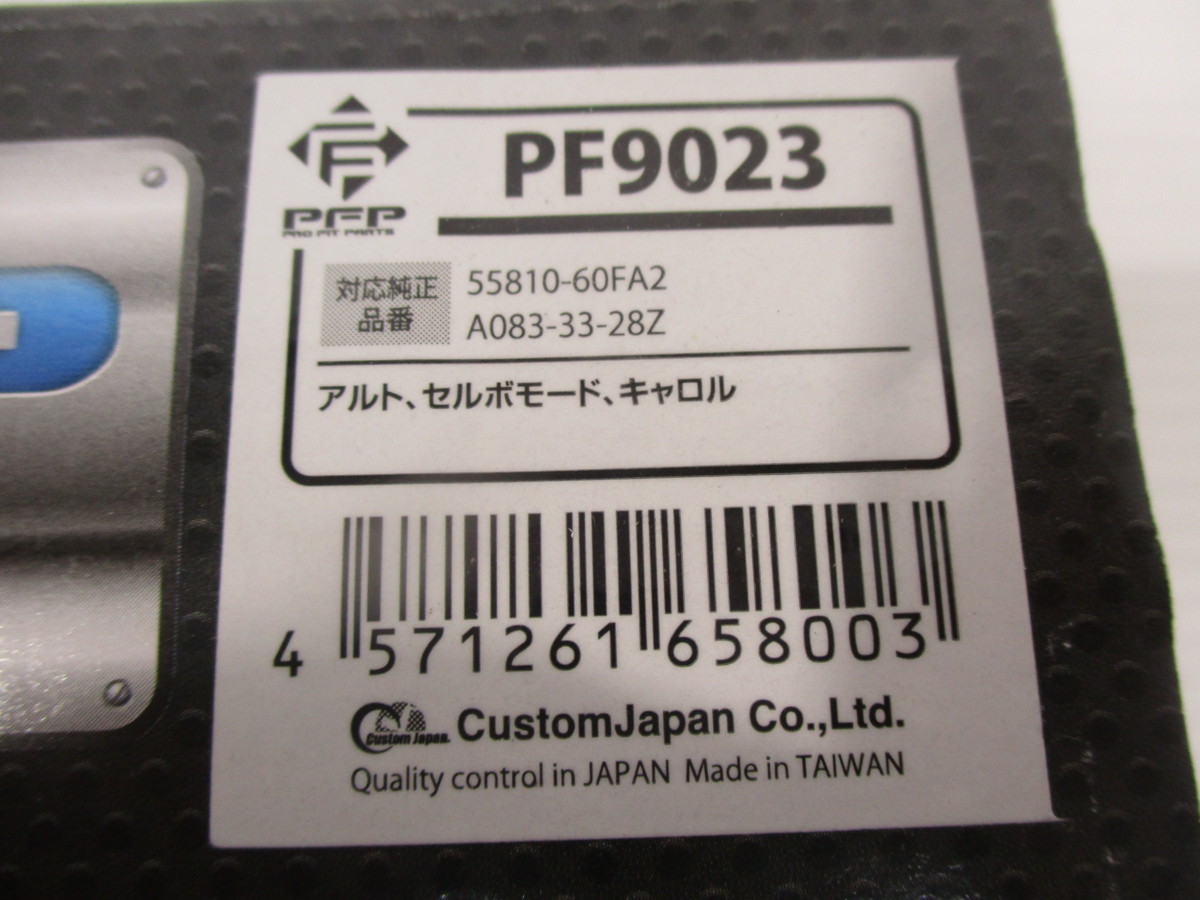 PF9023
PFP
PRO FIT PARTS
対応純正
品番
55810-60FA2
A083-33-28Z
アルト、セルボモード、キャロル
4 571261 658003
Custom Japan. CustomJapan Co.,Ltd.
Quality control in JAPAN Made in TAIWAN